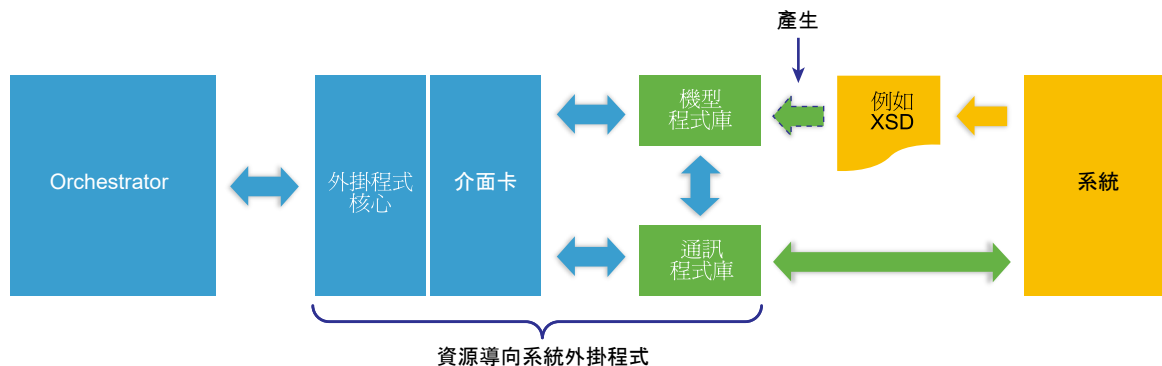 產生
Orchestrator
外掛程式
核心
介面卡
機型
程式庫
例如
XSD
系統
通訊
程式庫
資源導向系統外掛程式